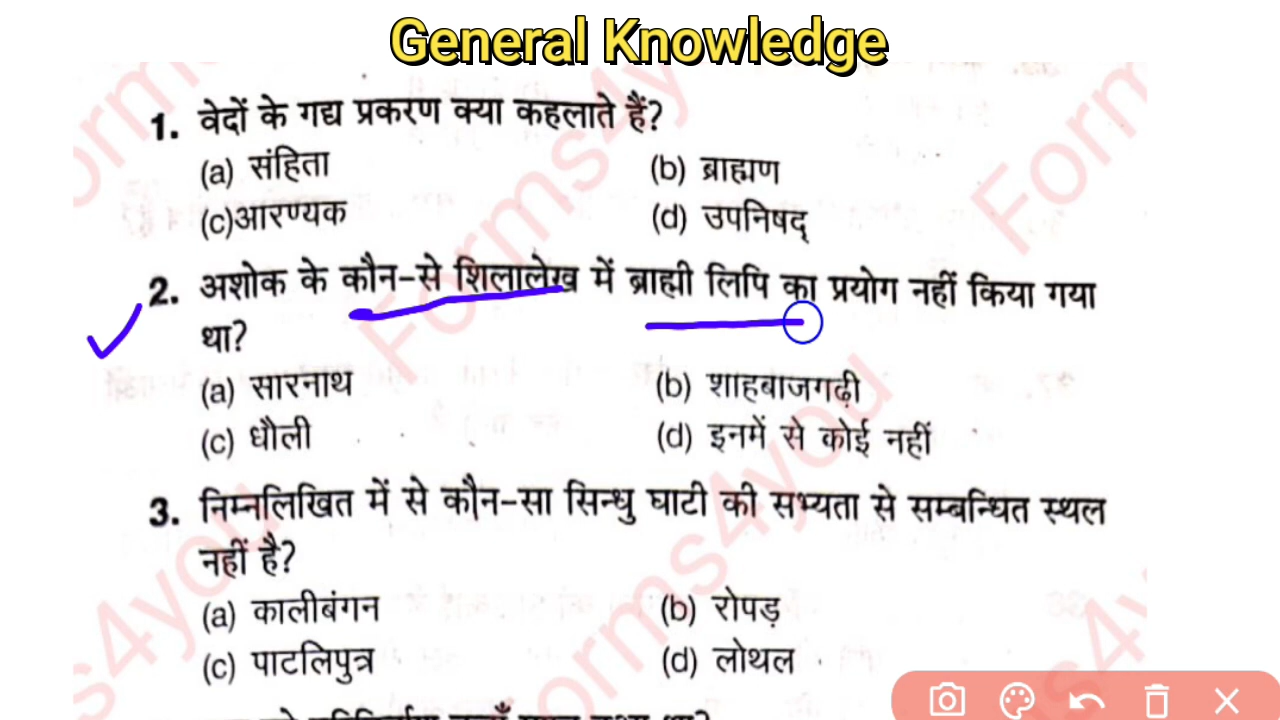 General Knowledge
1. वेदों के गद्य प्रकरण क्या कहलाते हैं?
(a) संहिता (b) ब्राह्मण
(c)आरण्यक (d) उपनिषद्
2. अशोक के कौन-से शिलालेख में ब्राह्मी लिपि का प्रयोग नहीं किया गया
था?
(a) सारनाथ (b) शाहबाजगढ़ी
(c) धौली (d) इनमें से कोई नहीं
3. निम्नलिखित में से कौन-सा सिन्धु घाटी की सभ्यता से सम्बन्धित स्थल
नहीं है?
(a) कालीबंगन (b) रोपड़
(c) पाटलिपुत्र (d) लोथल
Forms4you